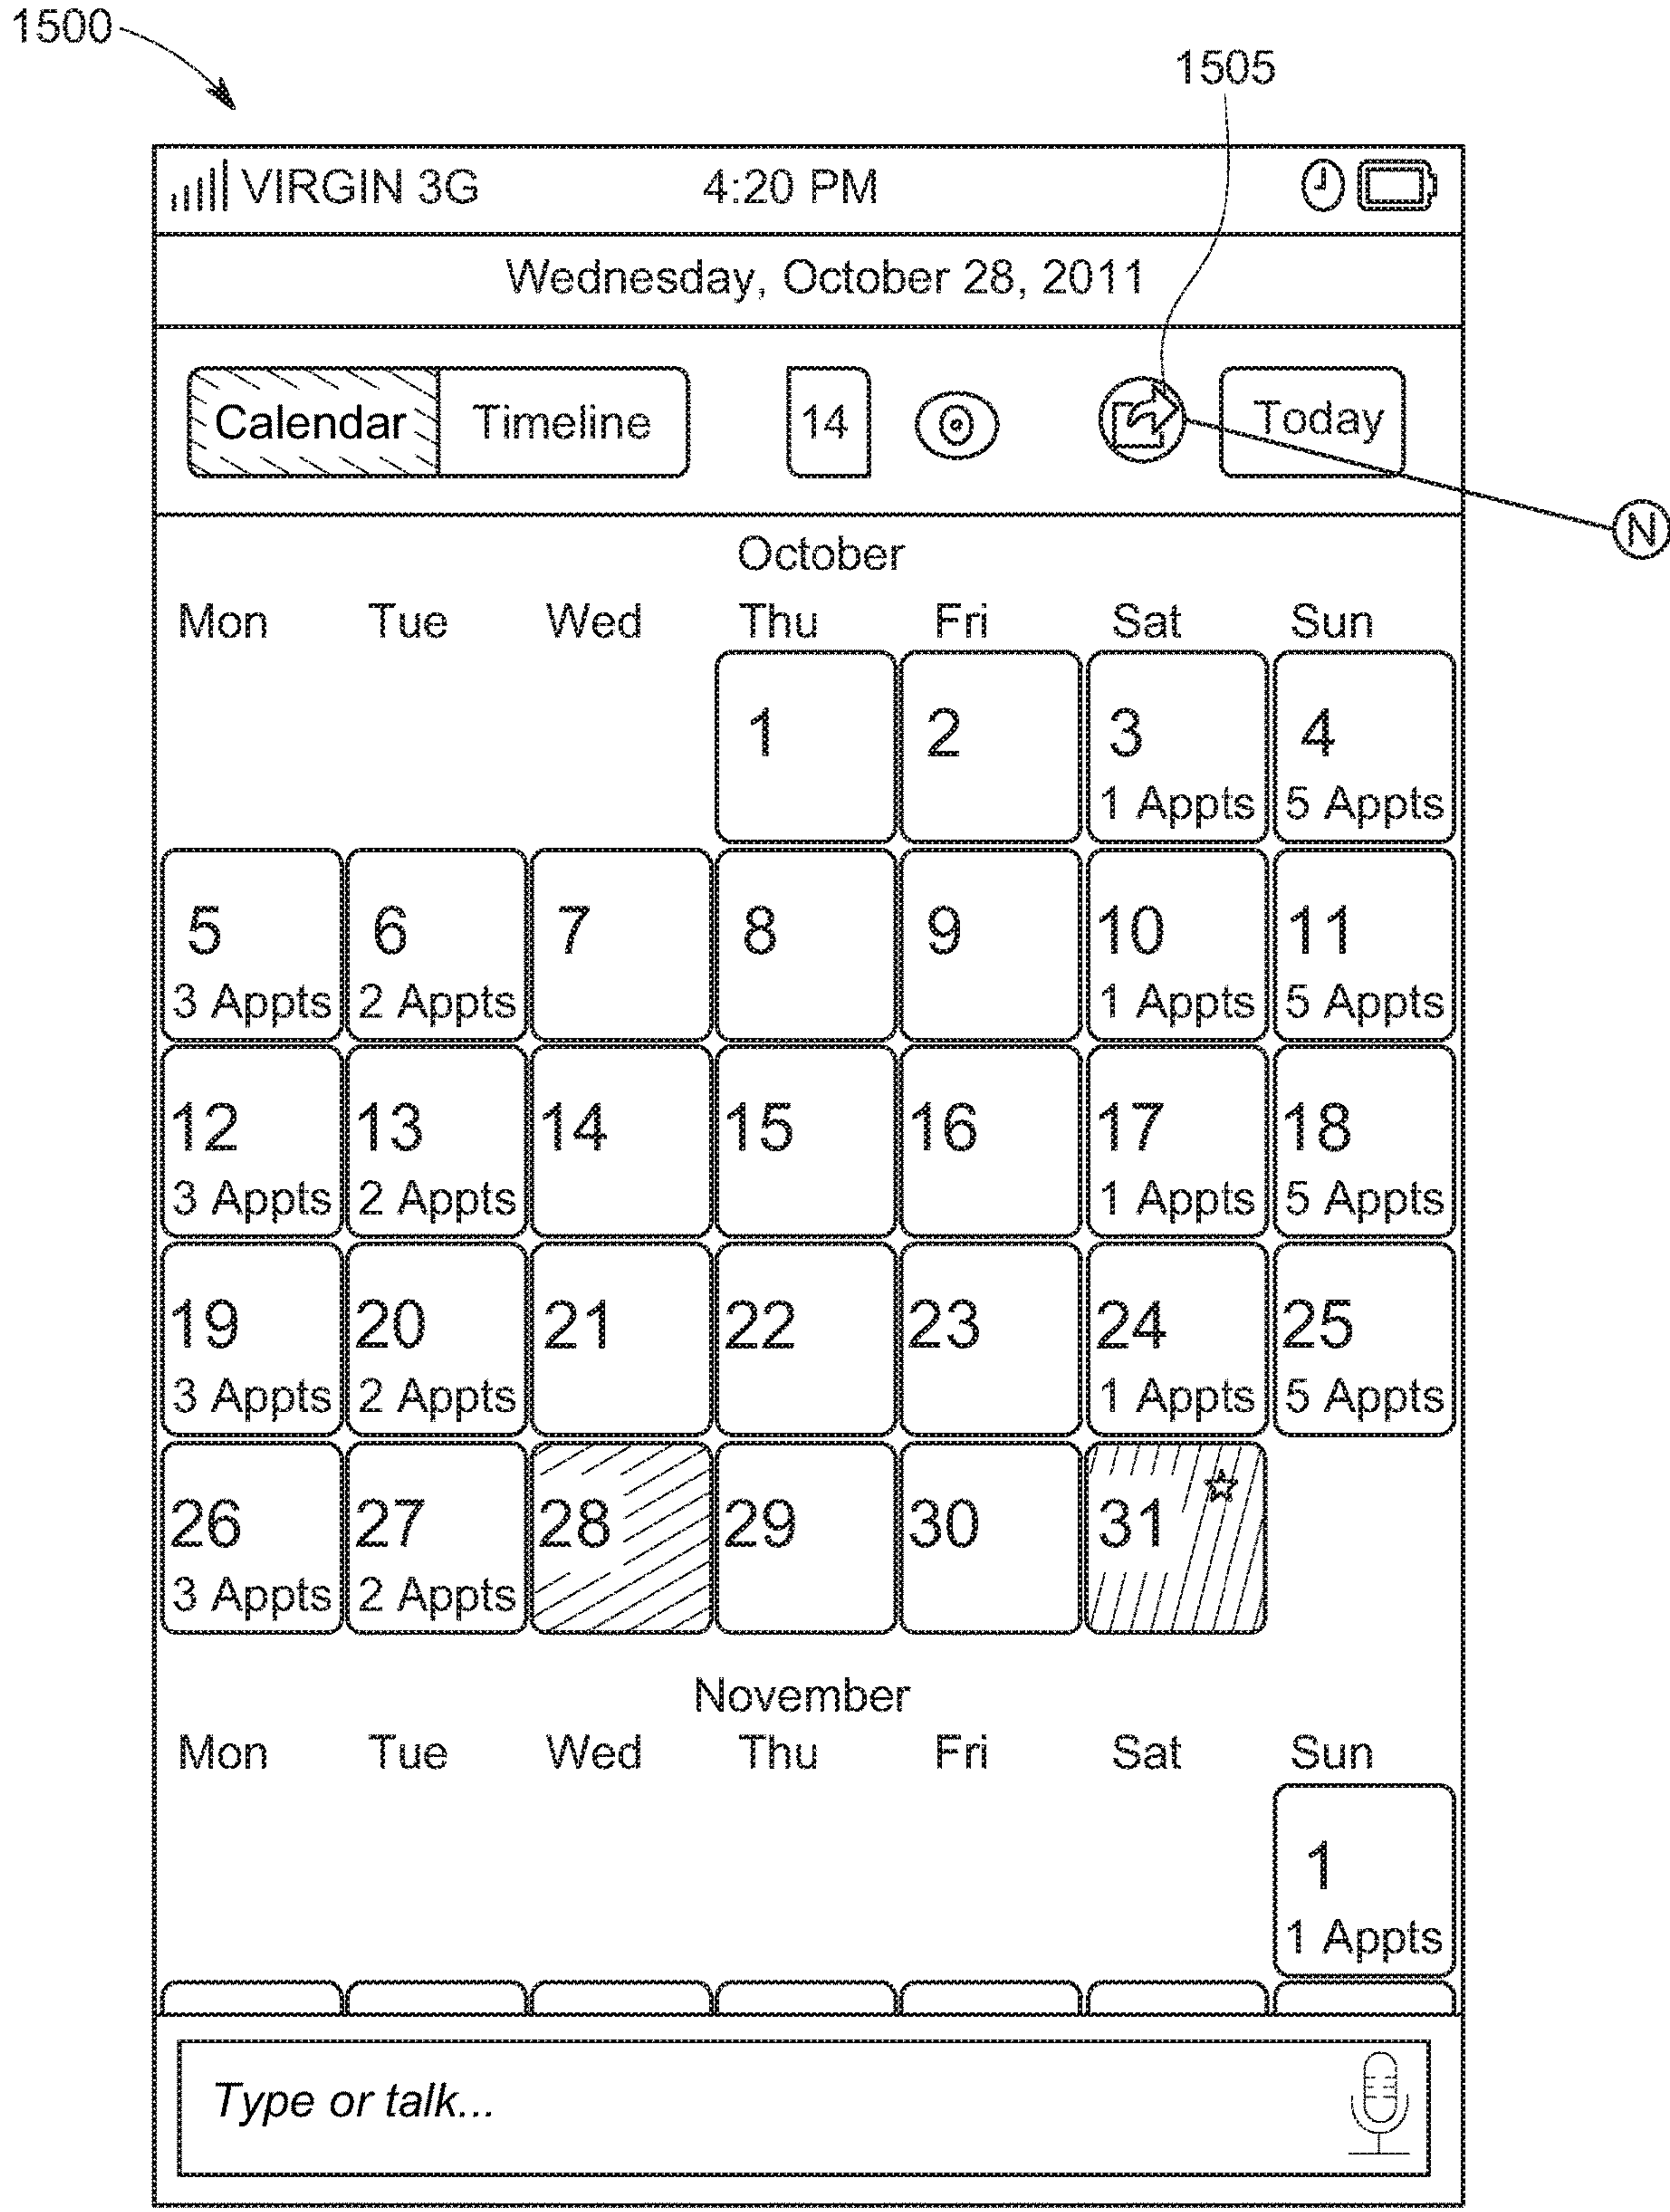 1500
1505
VIRGIN 3G 4:20 PM
Wednesday, October 28, 2011
Calendar Timeline 14 Today
N
October
Mon Tue Wed Thu Fri Sat Sun
1 2 3 4
1 Appts 5 Appts
5 6 7 8 9 10 11
3 Appts 2 Appts 1 Appts 5 Appts
12 13 14 15 16 17 18
3 Appts 2 Appts 1 Appts 5 Appts
19 20 21 22 23 24 25
3 Appts 2 Appts 1 Appts 5 Appts
26 27 28 29 30 31
3 Appts 2 Appts
November
Mon Tue Wed Thu Fri Sat Sun
1
1 Appts
Type or talk...